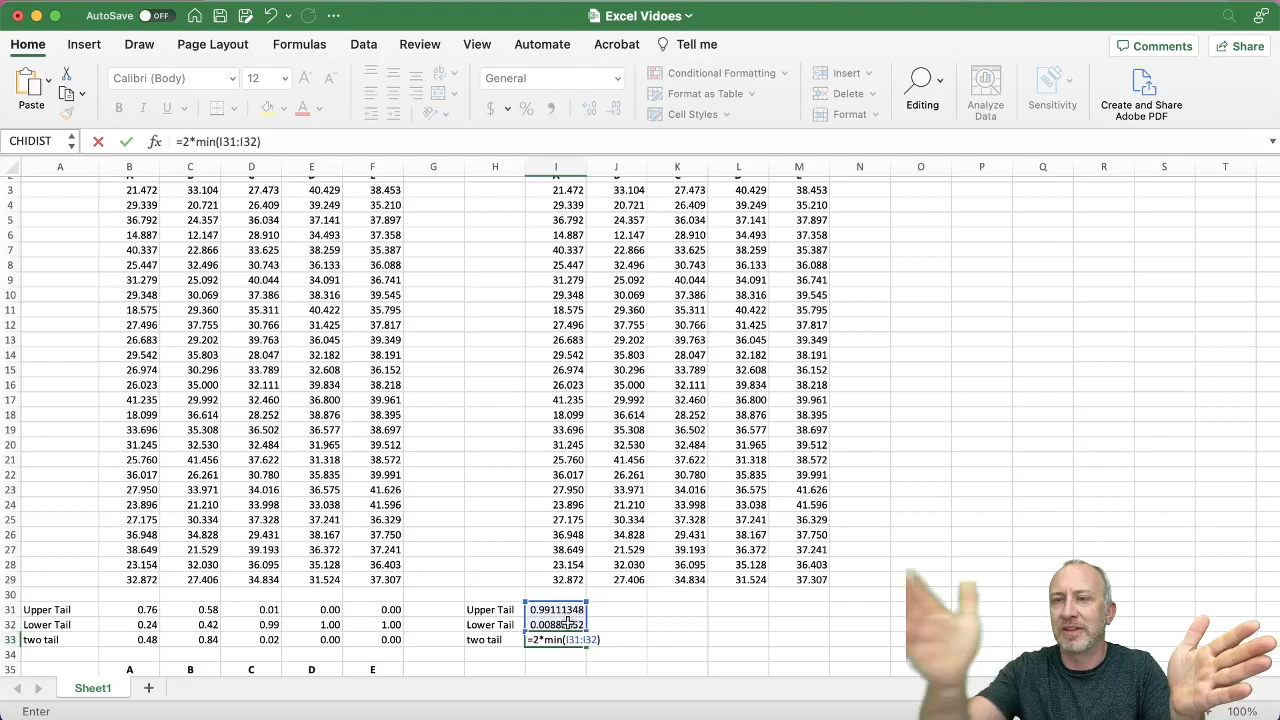 AutoSave OFF Excel Vidoes
Home Insert Draw Page Layout Formulas Data Review View Automate Acrobat Tell me Comments Share
Calibri (Body) 12 General Conditional Formatting Insert
Paste Format as Table Delete Editing Analyze Data Sensitivity Create and Share Adobe PDF
B I U $ % Cell Styles Format
CHIDIST fx =2*min(I31:I32)
A B C D E F G H I J K L M N O P Q R S T
3 21.472 33.104 27.473 40.429 38.453 21.472 33.104 27.473 40.429 38.453
4 29.339 20.721 26.409 39.249 35.210 29.339 20.721 26.409 39.249 35.210
5 36.792 24.357 36.034 37.141 37.897 36.792 24.357 36.034 37.141 37.897
6 14.887 12.147 28.910 34.493 37.358 14.887 12.147 28.910 34.493 37.358
7 40.337 22.866 33.625 38.259 35.387 40.337 22.866 33.625 38.259 35.387
8 25.447 32.496 30.743 36.133 36.088 25.447 32.496 30.743 36.133 36.088
9 31.279 25.092 40.044 34.091 36.741 31.279 25.092 40.044 34.091 36.741
10 29.348 30.069 37.386 38.316 39.545 29.348 30.069 37.386 38.316 39.545
11 18.575 29.360 35.311 40.422 35.795 18.575 29.360 35.311 40.422 35.795
12 27.496 37.755 30.766 31.425 37.817 27.496 37.755 30.766 31.425 37.817
13 26.683 29.202 39.763 36.045 39.349 26.683 29.202 39.763 36.045 39.349
14 29.542 35.803 28.047 32.182 38.191 29.542 35.803 28.047 32.182 38.191
15 26.974 30.296 33.789 32.608 36.152 26.974 30.296 33.789 32.608 36.152
16 26.023 35.000 32.111 39.834 38.218 26.023 35.000 32.111 39.834 38.218
17 41.235 29.992 32.460 36.800 39.961 41.235 29.992 32.460 36.800 39.961
18 18.099 36.614 28.252 38.876 38.395 18.099 36.614 28.252 38.876 38.395
19 33.696 35.308 36.502 36.577 38.697 33.696 35.308 36.502 36.577 38.697
20 31.245 32.530 32.484 31.965 39.512 31.245 32.530 32.484 31.965 39.512
21 25.760 41.456 37.622 31.318 38.572 25.760 41.456 37.622 31.318 38.572
22 36.017 26.261 30.780 35.835 39.991 36.017 26.261 30.780 35.835 39.991
23 27.950 33.971 34.016 36.575 41.626 27.950 33.971 34.016 36.575 41.626
24 23.896 21.210 33.998 33.038 41.596 23.896 21.210 33.998 33.038 41.596
25 27.175 30.334 37.328 37.241 36.329 27.175 30.334 37.328 37.241 36.329
26 36.948 34.828 29.431 38.167 37.750 36.948 34.828 29.431 38.167 37.750
27 38.649 21.529 39.193 36.372 37.241 38.649 21.529 39.193 36.372 37.241
28 23.154 32.030 36.095 35.128 36.403 23.154 32.030 36.095 35.128 36.403
29 32.872 27.406 34.834 31.524 37.307 32.872 27.406 34.834 31.524 37.307
30
31 Upper Tail 0.76 0.58 0.01 0.00 0.00 Upper Tail 0.99111348
32 Lower Tail 0.24 0.42 0.99 1.00 1.00 Lower Tail
33 two tail 0.48 0.84 0.02 0.00 0.00 two tail =2*min(I31:I32)
34
35 A B C D E
Sheet1
Enter 100%